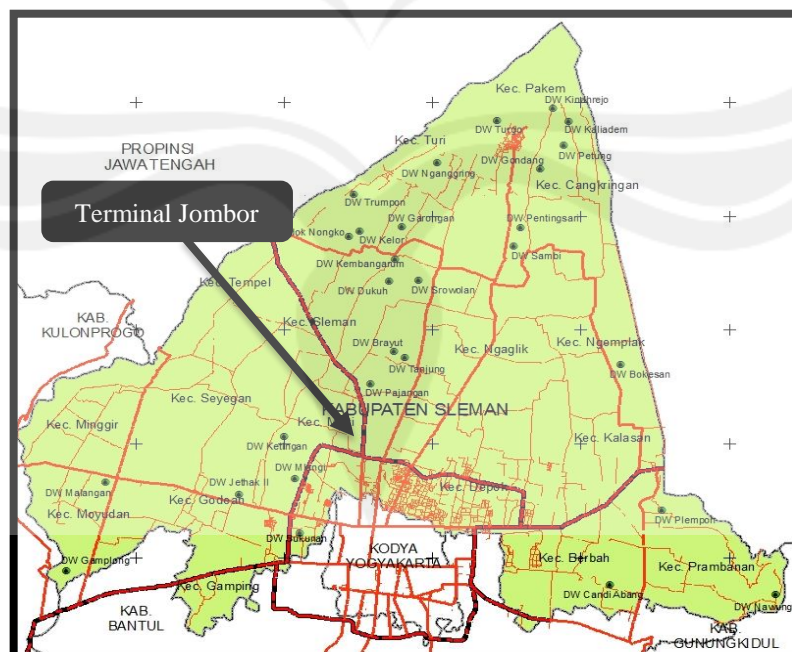 Kec. Pakem
DW Turgo
DW Kaliadem
PROPINSI
JAWATENGAH
Kec. Turi
DW Petung
DW Gondang
DW Nganggring
Kec. Cangkringan
DW Trumpon
Terminal Jombor
DW Garongan
DW Pentingsari
Nongko
DW Kelor
DW Sambi
DW Kembangarum
Kec. Tempel
DW Dukuh
DW Srowolan
KAB.
KULONPROGO
Kec. Sleman
DW Brayut
Kec. Ngaglik
Kec. Ngemplak
DW Tanjung
DW Bokesan
DW Pajangan
Kec. Seyegan
KABUPATEN SLEMAN
Kec. Minggir
Kec.
Kec. Kalasan
DW Ketingan
DW Malangan
DW Jethak II
DW Mlangi
Kec. Depok
Kec. Godean
Kec. Moyudan
DW Plempon
DW Sukunan
KODYA
YOGYAKARTA
DW Gamplong
Kec. Berbah
Kec. Prambanan
Kec. Gamping
DW Candi Abang
DW Nawung
KAB.
BANTUL
KAB.
GUNUNGKIDUL